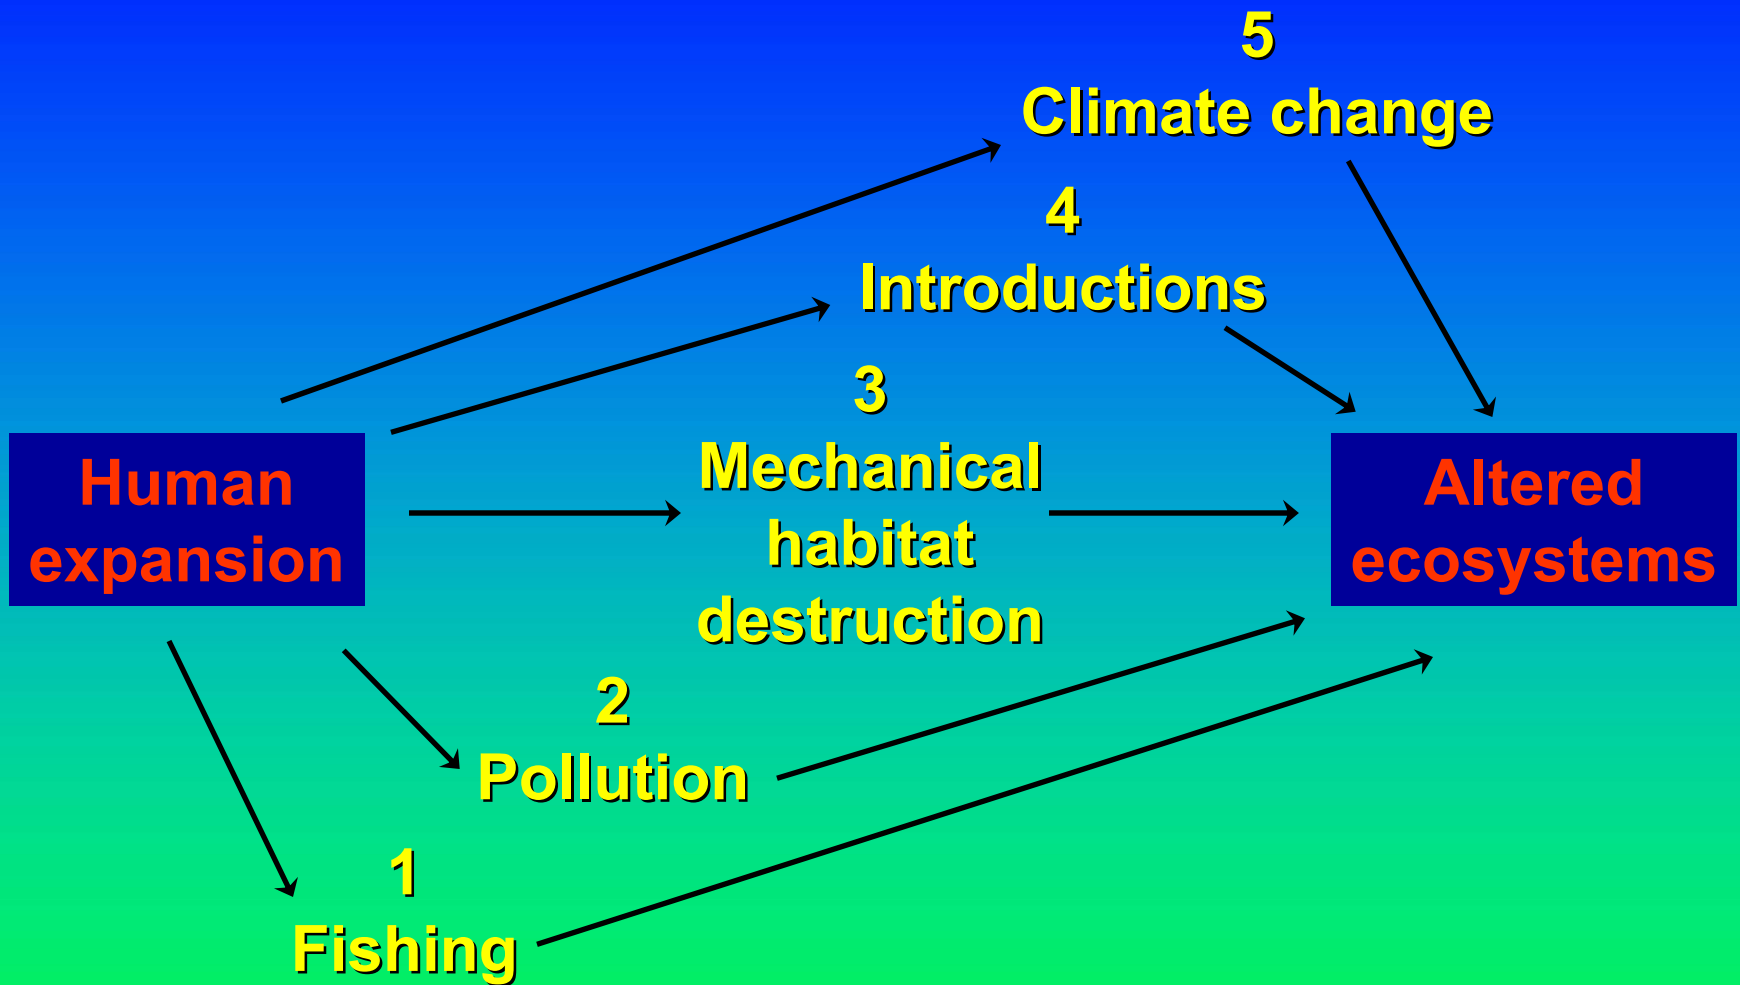 5
Climate change
4
Introductions
3
Mechanical
habitat
destruction
Human
expansion
Altered
ecosystems
2
Pollution
1
Fishing